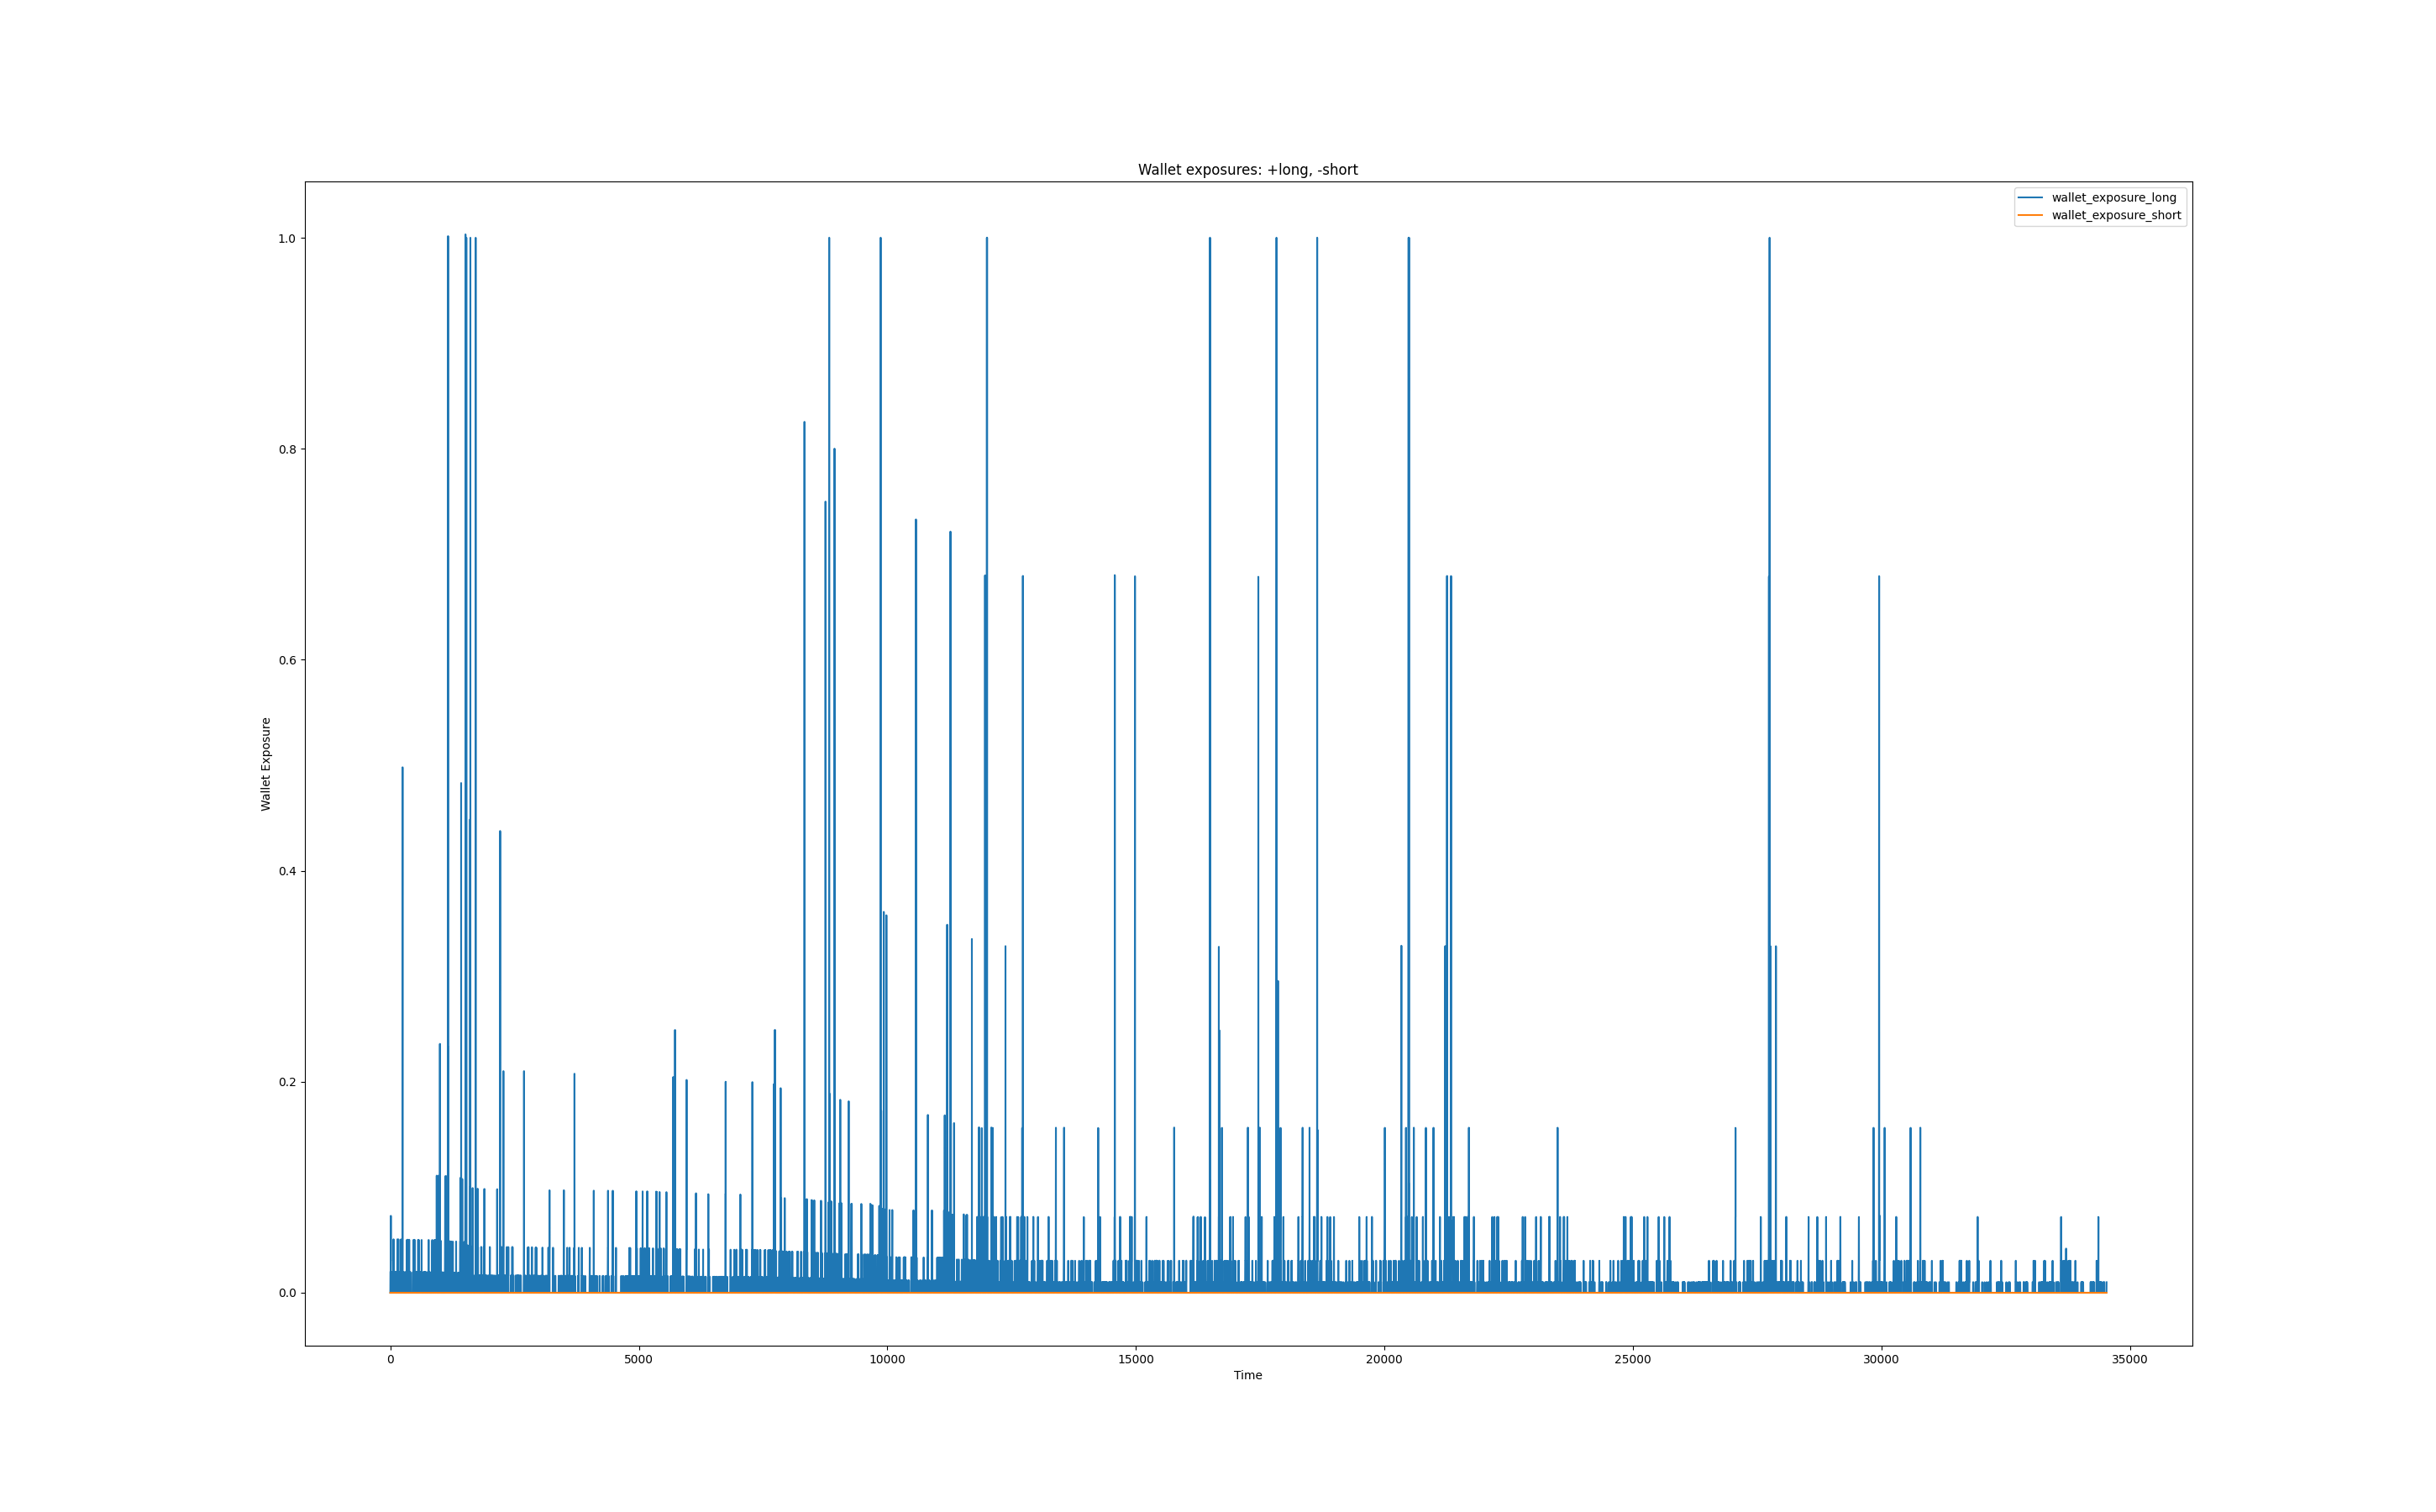 Wallet exposures: +long, -short
wallet_exposure_long
wallet_exposure_short
1.0
0.8
0.6
0.4
0.2
0.0
Wallet Exposure
0 5000 10000 15000 20000 25000 30000 35000
Time